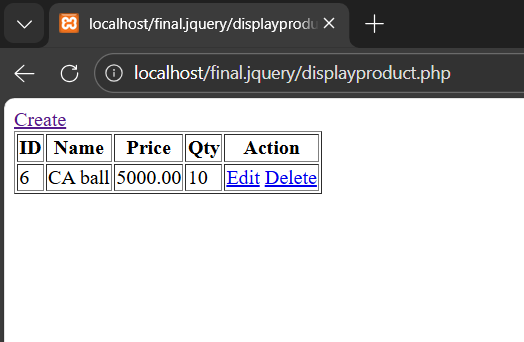 localhost/final.jquery/displayprodu
localhost/final.jquery/displayproduct.php
Create
ID Name Price Qty Action
6 CA ball 5000.00 10 Edit Delete